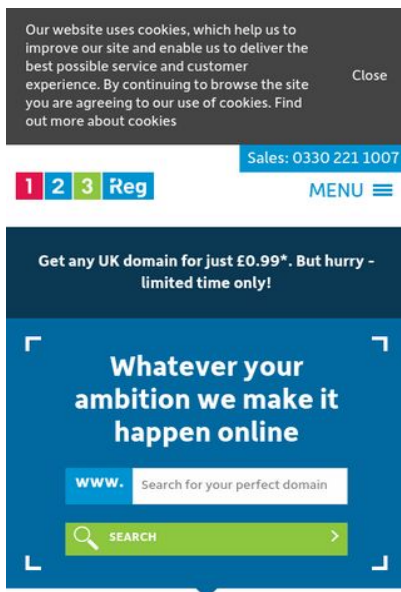 Our website uses cookies, which help us to
improve our site and enable us to deliver the
best possible service and customer
experience. By continuing to browse the site
you are agreeing to our use of cookies. Find
out more about cookies
Close
Sales: 0330 221 1007
1 2 3 Reg
MENU
Get any UK domain for just £0.99*. But hurry -
limited time only!
Whatever your
ambition we make it
happen online
www.
Search for your perfect domain
SEARCH